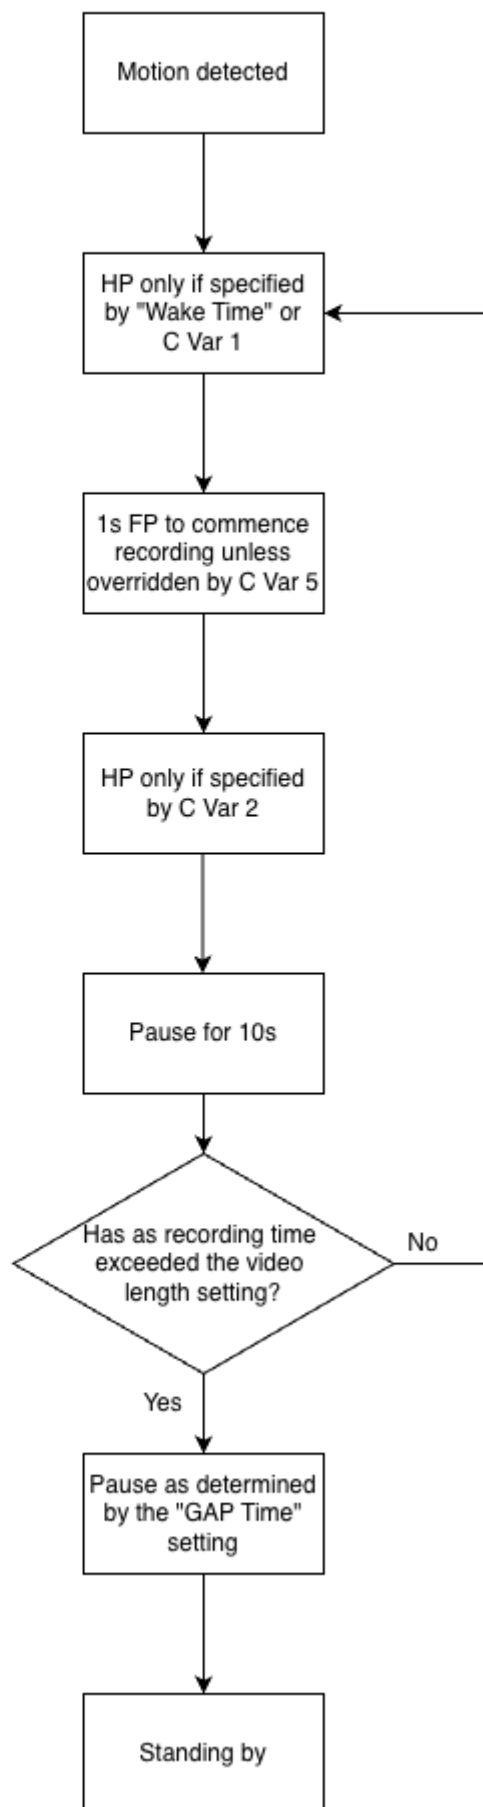 Motion detected
HP only if specified
by "Wake Time" or
C Var 1
1s FP to commence
recording unless
overridden by C Var 5
HP only if specified
by C Var 2
Pause for 10s
Has as recording time
exceeded the video
length setting?
No
Yes
Pause as determined
by the "GAP Time"
setting
Standing by